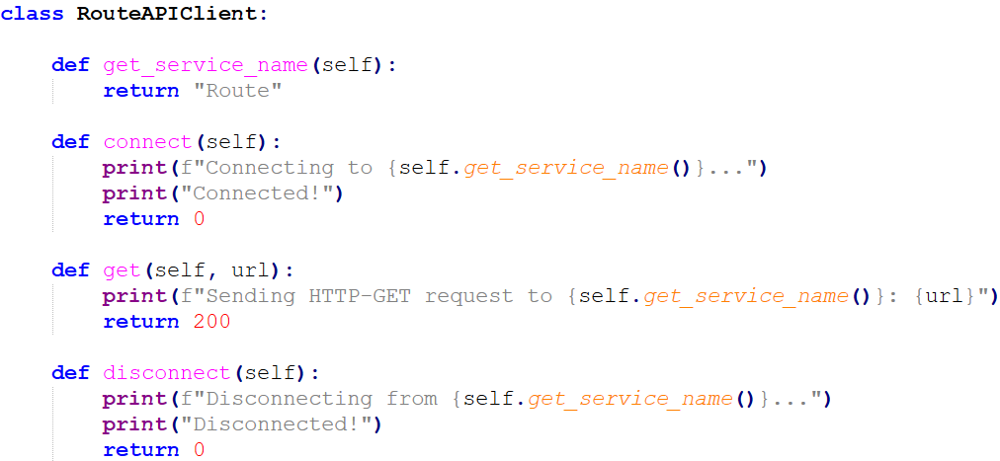 class RouteAPIClient:
    def get_service_name(self):
        return "Route"
    def connect(self):
        print(f"Connecting to {self.get_service_name()}...")
        print("Connected!")
        return 0
    def get(self, url):
        print(f"Sending HTTP-GET request to {self.get_service_name()}: {url}")
        return 200
    def disconnect(self):
        print(f"Disconnecting from {self.get_service_name()}...")
        print("Disconnected!")
        return 0